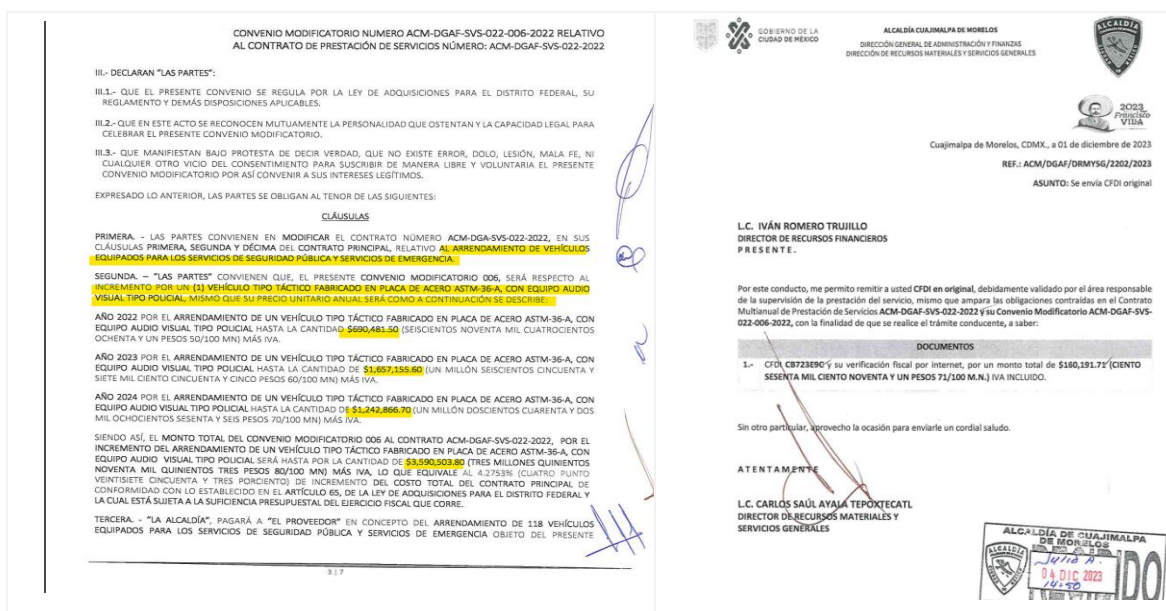 CONVENIO MODIFICATORIO NUMERO ACM-DGAF-SVS-022-006-2022 RELATIVO
AL CONTRATO DE PRESTACIÓN DE SERVICIOS NÚMERO: ACM-DGAF-SVS-022-2022
III.- DECLARAN "LAS PARTES":
III.1.- QUE EL PRESENTE CONVENIO SE REGULA POR LA LEY DE ADQUISICIONES PARA EL DISTRITO FEDERAL, SU
REGLAMENTO Y DEMÁS DISPOSICIONES APLICABLES.
III.2.- QUE EN ESTE ACTO SE RECONOCEN MUTUAMENTE LA PERSONALIDAD QUE OSTENTAN Y LA CAPACIDAD LEGAL PARA
CELEBRAR EL PRESENTE CONVENIO MODIFICATORIO.
III.3.- QUE MANIFIESTAN BAJO PROTESTA DE DECIR VERDAD, QUE NO EXISTE ERROR, DOLO, LESIÓN, MALA FE, NI
CUALQUIER OTRO VICIO DEL CONSENTIMIENTO PARA SUSCRIBIR DE MANERA LIBRE Y VOLUNTARIA EL PRESENTE
CONVENIO MODIFICATORIO POR ASÍ CONVENIR A SUS INTERESES LEGÍTIMOS.
EXPRESADO LO ANTERIOR, LAS PARTES SE OBLIGAN AL TENOR DE LAS SIGUIENTES:
CLÁUSULAS
PRIMERA. - LAS PARTES CONVIENEN EN MODIFICAR EL CONTRATO NÚMERO ACM-DGA-SVS-022-2022, EN SUS
CLÁUSULAS PRIMERA, SEGUNDA Y DÉCIMA DEL CONTRATO PRINCIPAL, RELATIVO AL ARRENDAMIENTO DE VEHÍCULOS
EQUIPADOS PARA LOS SERVICIOS DE SEGURIDAD PÚBLICA Y SERVICIOS DE EMERGENCIA.
SEGUNDA. – "LAS PARTES" CONVIENEN QUE, EL PRESENTE CONVENIO MODIFICATORIO 006, SERÁ RESPECTO AL
INCREMENTO POR UN (1) VEHÍCULO TIPO TÁCTICO FABRICADO EN PLACA DE ACERO ASTM-36-A, CON EQUIPO AUDIO
VISUAL TIPO POLICIAL, MISMO QUE SU PRECIO UNITARIO ANUAL SERÁ COMO A CONTINUACIÓN SE DESCRIBE:
AÑO 2022 POR EL ARRENDAMIENTO DE UN VEHÍCULO TIPO TÁCTICO FABRICADO EN PLACA DE ACERO ASTM-36-A, CON
EQUIPO AUDIO VISUAL TIPO POLICIAL HASTA LA CANTIDAD $690,481.50 (SEISCIENTOS NOVENTA MIL CUATROCIENTOS
OCHENTA Y UN PESOS 50/100 MN) MÁS IVA.
AÑO 2023 POR EL ARRENDAMIENTO DE UN VEHÍCULO TIPO TÁCTICO FABRICADO EN PLACA DE ACERO ASTM-36-A, CON
EQUIPO AUDIO VISUAL TIPO POLICIAL HASTA LA CANTIDAD DE $1,657,155.60 (UN MILLÓN SEISCIENTOS CINCUENTA Y
SIETE MIL CIENTO CINCUENTA Y CINCO PESOS 60/100 MN) MÁS IVA.
AÑO 2024 POR EL ARRENDAMIENTO DE UN VEHÍCULO TIPO TÁCTICO FABRICADO EN PLACA DE ACERO ASTM-36-A, CON
EQUIPO AUDIO VISUAL TIPO POLICIAL HASTA LA CANTIDAD DE $1,242,866.70 (UN MILLÓN DOSCIENTOS CUARENTA Y DOS
MIL OCHOCIENTOS SESENTA Y SEIS PESOS 70/100 MN) MÁS IVA.
SIENDO ASÍ, EL MONTO TOTAL DEL CONVENIO MODIFICATORIO 006 AL CONTRATO ACM-DGAF-SVS-022-2022, POR EL
INCREMENTO DEL ARRENDAMIENTO DE UN VEHÍCULO TIPO TÁCTICO FABRICADO EN PLACA DE ACERO ASTM-36-A, CON
EQUIPO AUDIO VISUAL TIPO POLICIAL SERÁ HASTA POR LA CANTIDAD DE $3,590,503.80 (TRES MILLONES QUINIENTOS
NOVENTA MIL QUINIENTOS TRES PESOS 80/100 MN) MÁS IVA, LO QUE EQUIVALE AL 4.2753% (CUATRO PUNTO
VEINTISIETE CINCUENTA Y TRES PORCIENTO) DE INCREMENTO DEL COSTO TOTAL DEL CONTRATO PRINCIPAL DE
CONFORMIDAD CON LO ESTABLECIDO EN EL ARTÍCULO 65, DE LA LEY DE ADQUISICIONES PARA EL DISTRITO FEDERAL Y
LA CUAL ESTÁ SUJETA A LA SUFICIENCIA PRESUPUESTAL DEL EJERCICIO FISCAL QUE CORRE.
TERCERA. - "LA ALCALDÍA", PAGARÁ A "EL PROVEEDOR" EN CONCEPTO DEL ARRENDAMIENTO DE 118 VEHÍCULOS
EQUIPADOS PARA LOS SERVICIOS DE SEGURIDAD PÚBLICA Y SERVICIOS DE EMERGENCIA OBJETO DEL PRESENTE
3 | 7
GOBIERNO DE LA
CIUDAD DE MÉXICO
ALCALDÍA CUAJIMALPA DE MORELOS
DIRECCIÓN GENERAL DE ADMINISTRACIÓN Y FINANZAS
DIRECCIÓN DE RECURSOS MATERIALES Y SERVICIOS GENERALES
ALCALDÍA
2023
Francisco
VILLA
Cuajimalpa de Morelos, CDMX., a 01 de diciembre de 2023
REF.: ACM/DGAF/DRMYSG/2202/2023
ASUNTO: Se envía CFDI original
L.C. IVÁN ROMERO TRUJILLO
DIRECTOR DE RECURSOS FINANCIEROS
P R E S E N T E .
Por este conducto, me permito remitir a usted CFDI en original, debidamente validado por el área responsable
de la supervisión de la prestación del servicio, mismo que ampara las obligaciones contraídas en el Contrato
Multianual de Prestación de Servicios ACM-DGAF-SVS-022-2022 y su Convenio Modificatorio ACM-DGAF-SVS-
022-006-2022, con la finalidad de que se realice el trámite conducente, a saber:
DOCUMENTOS
1.- CFDI CB723E9C y su verificación fiscal por internet, por un monto total de $160,191.71 (CIENTO
SESENTA MIL CIENTO NOVENTA Y UN PESOS 71/100 M.N.) IVA INCLUIDO.
Sin otro particular, aprovecho la ocasión para enviarle un cordial saludo.
A T E N T A M E N T E
L.C. CARLOS SAÚL AYALA TEPOXTECATL
DIRECTOR DE RECURSOS MATERIALES Y
SERVICIOS GENERALES
ALCALDÍA DE CUAJIMALPA
DE MORELOS
ALCALDÍA
Julio A.
04 DIC 2023
14:50